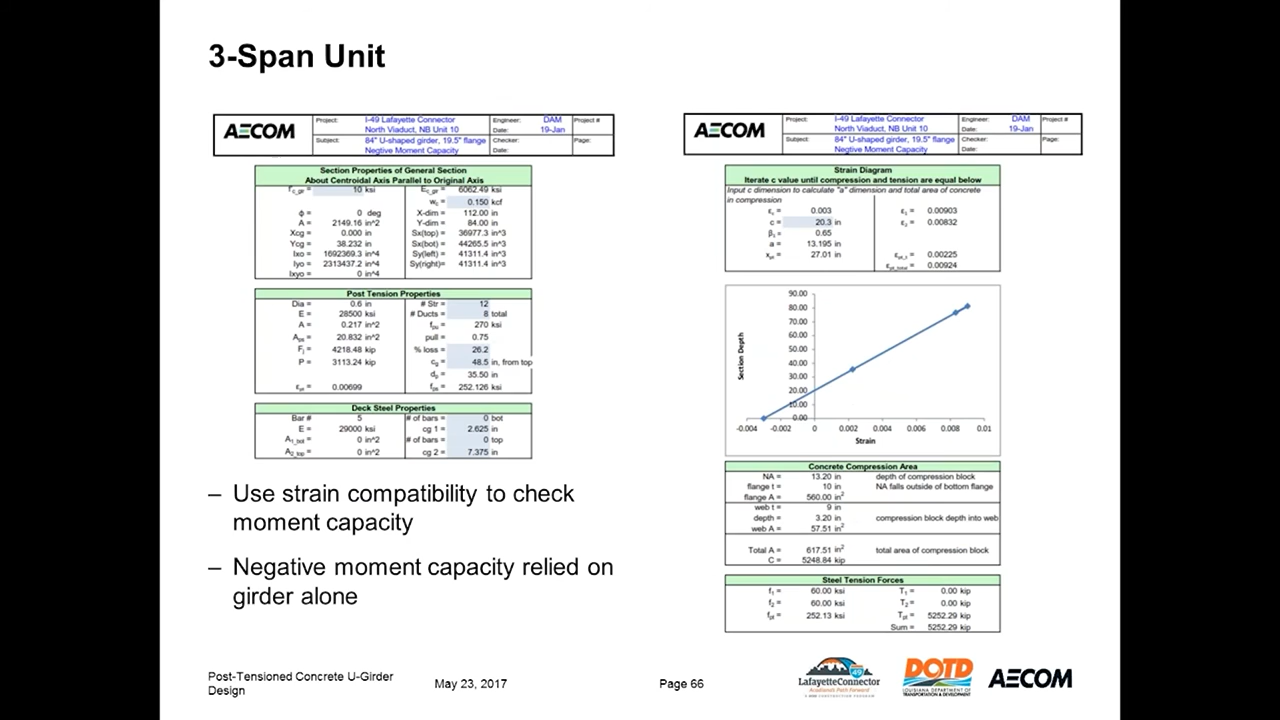 3-Span Unit
AECOM
Project: I-49 Lafayette Connector Engineer: DAM Project #
North Viaduct, NB Unit 10 Date: 19-Jan
Subject: 84" U-shaped girder, 19.5" flange Checker: Page:
Negtive Moment Capacity Date:
Section Properties of General Section
About Centroidal Axis Parallel to Original Axis
f'c_gr = 10 ksi Ec_gr = 6062.49 ksi
wc = 0.150 kcf
ϕ = 0 deg X-dim = 112.00 in
A = 2149.16 in^2 Y-dim = 84.00 in
Xcg = 0.000 in Sx(top) = 36977.3 in^3
Ycg = 38.232 in Sx(bot) = 44265.5 in^3
Ixo = 1692369.3 in^4 Sy(left) = 41311.4 in^3
Iyo = 2313437.2 in^4 Sy(right)= 41311.4 in^3
Ixyo = 0 in^4
Post Tension Properties
Dia = 0.6 in # Str = 12
E = 28500 ksi # Ducts = 8 total
A = 0.217 in^2 fpu = 270 ksi
Aps = 20.832 in^2 pull = 0.75
Fj = 4218.48 kip % loss = 26.2
P = 3113.24 kip cg = 48.5 in, from top
dp = 35.50 in
εpt = 0.00699 fps = 252.126 ksi
Deck Steel Properties
Bar # 5 # of bars = 0 bot
E = 29000 ksi cg 1 = 2.625 in
A1_bot = 0 in^2 # of bars = 0 top
A2_top = 0 in^2 cg 2 = 7.375 in
– Use strain compatibility to check
moment capacity
– Negative moment capacity relied on
girder alone
AECOM
Project: I-49 Lafayette Connector Engineer: DAM Project #
North Viaduct, NB Unit 10 Date: 19-Jan
Subject: 84" U-shaped girder, 19.5" flange Checker: Page:
Negtive Moment Capacity Date:
Strain Diagram
Iterate c value until compression and tension are equal below
Input c dimension to calculate "a" dimension and total area of concrete
in compression
εc = 0.003 ε1 = 0.00903
c = 20.3 in ε2 = 0.00832
β1 = 0.65
a = 13.195 in
xpt = 27.01 in εpt_t = 0.00225
εpt_total = 0.00924
90.00
80.00
70.00
60.00
50.00
40.00
30.00
20.00
10.00
0.00
Section Depth
-0.004 -0.002 0 0.002 0.004 0.006 0.008 0.01
Strain
Concrete Compression Area
NA = 13.20 in depth of compression block
flange t = 10 in NA falls outside of bottom flange
flange A = 560.00 in2
web t = 9 in
depth = 3.20 in compression block depth into web
web A = 57.51 in2
Total A = 617.51 in2 total area of compression block
C = 5248.84 kip
Steel Tension Forces
f1 = 60.00 ksi T1 = 0.00 kip
f2 = 60.00 ksi T2 = 0.00 kip
fpt = 252.13 ksi Tpt = 5252.29 kip
Sum = 5252.29 kip
Post-Tensioned Concrete U-Girder
Design
May 23, 2017
Page 66
LafayetteConnector
Acadiana's Path Forward
DOTD
LOUISIANA DEPARTMENT OF
TRANSPORTATION & DEVELOPMENT
AECOM